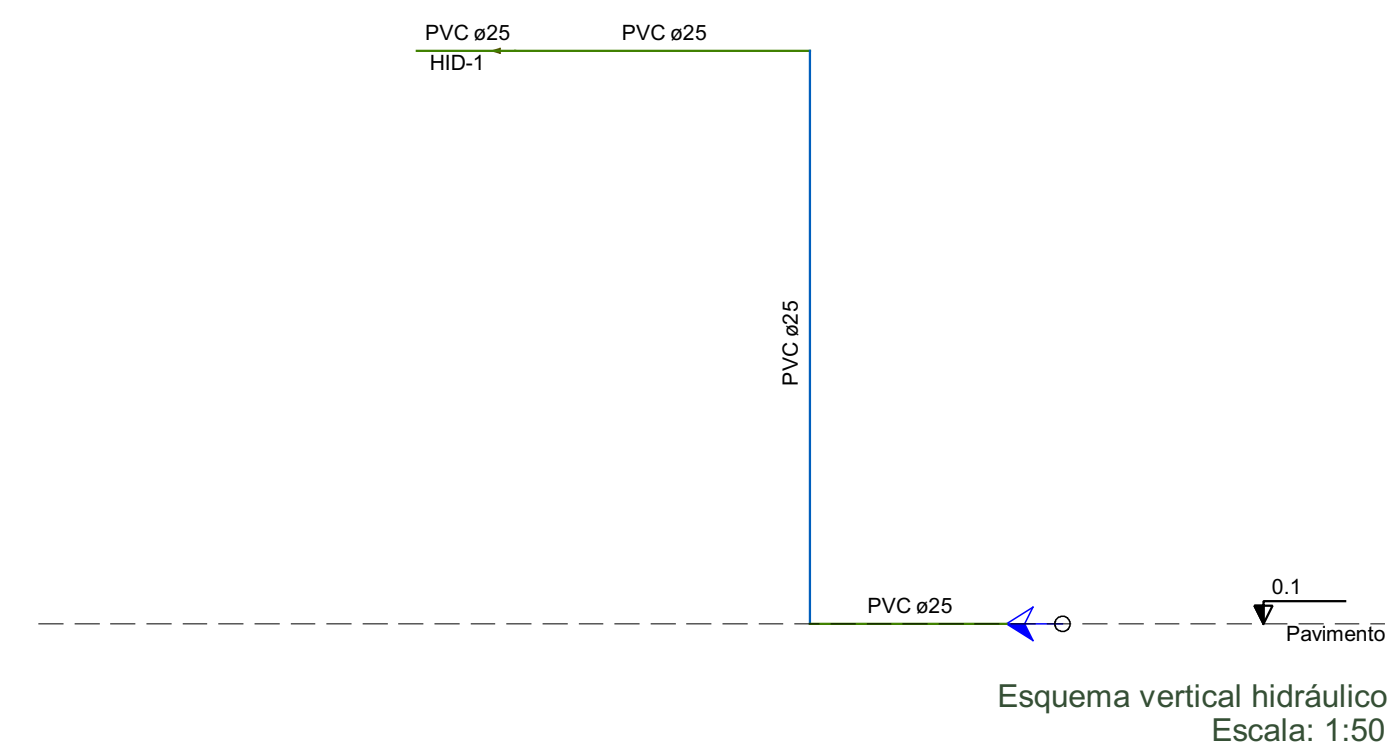 PVC ø25
PVC ø25
HID-1
PVC ø25
PVC ø25
0.1
Pavimento
Esquema vertical hidráulico
Escala: 1:50